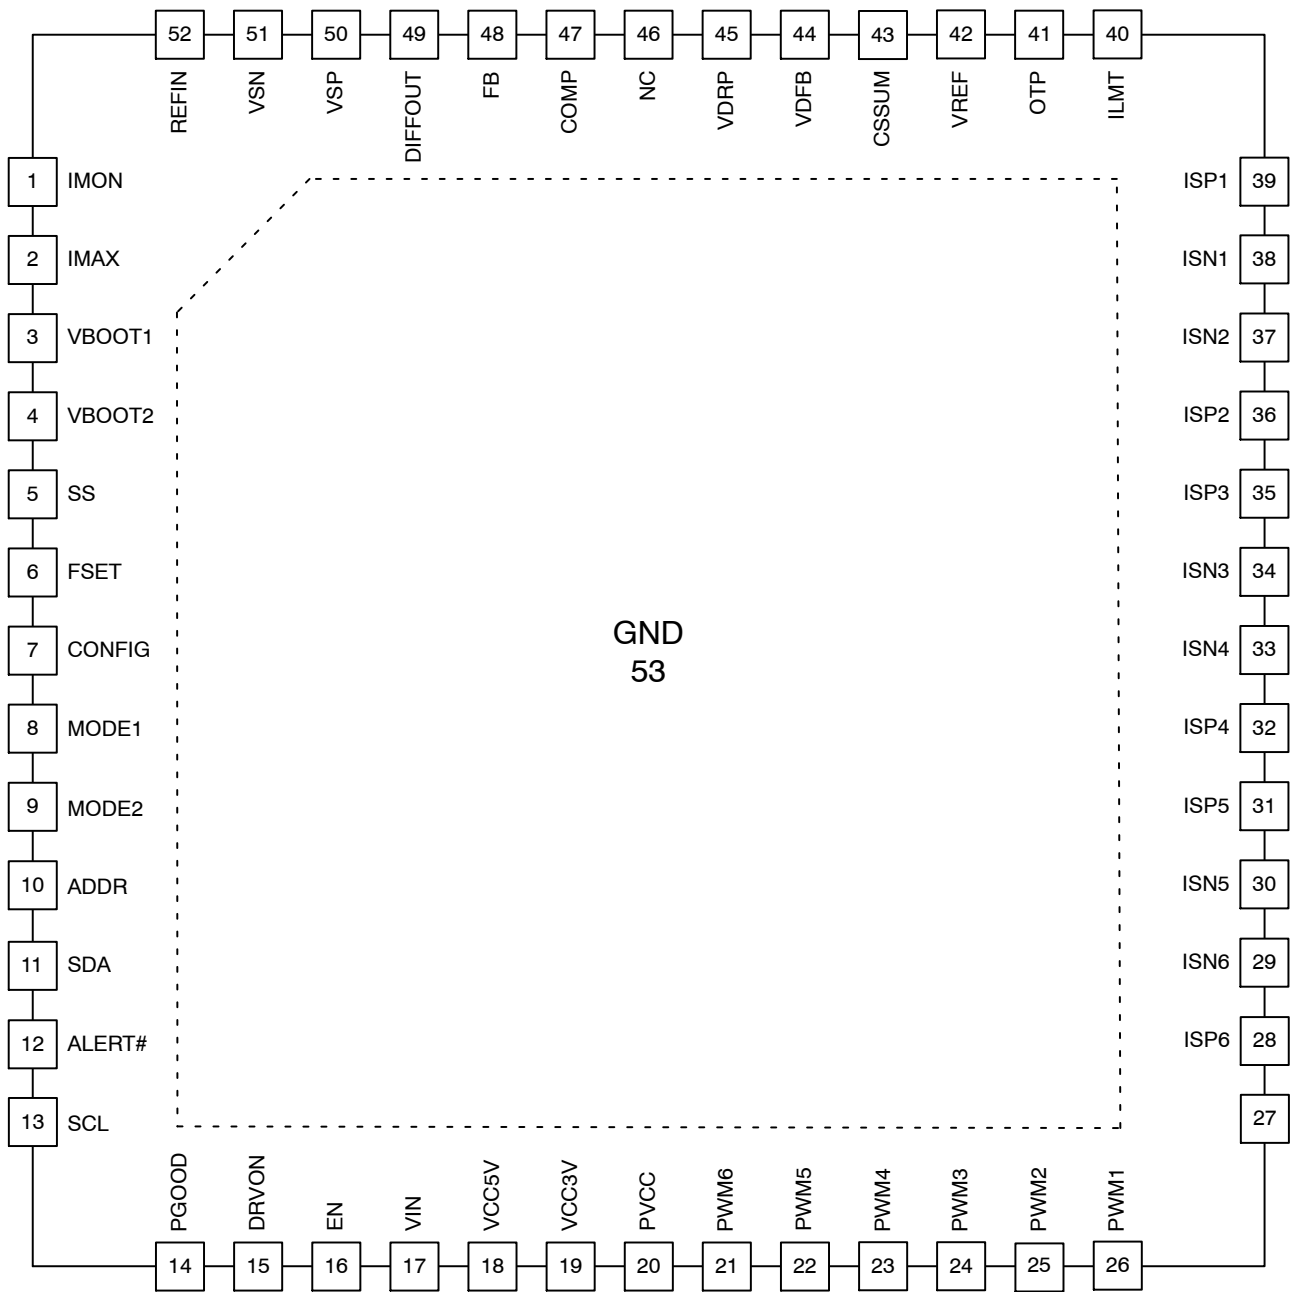 52 51 50 49 48 47 46 45 44 43 42 41 40
REFIN VSN VSP DIFFOUT FB COMP NC VDRP VDFB CSSUM VREF OTP ILMT
1 IMON
2 IMAX
3 VBOOT1
4 VBOOT2
5 SS
6 FSET
7 CONFIG
8 MODE1
9 MODE2
10 ADDR
11 SDA
12 ALERT#
13 SCL
GND
53
ISP1 39
ISN1 38
ISN2 37
ISP2 36
ISP3 35
ISN3 34
ISN4 33
ISP4 32
ISP5 31
ISN5 30
ISN6 29
ISP6 28
27
PGOOD DRVON EN VIN VCC5V VCC3V PVCC PWM6 PWM5 PWM4 PWM3 PWM2 PWM1
14 15 16 17 18 19 20 21 22 23 24 25 26